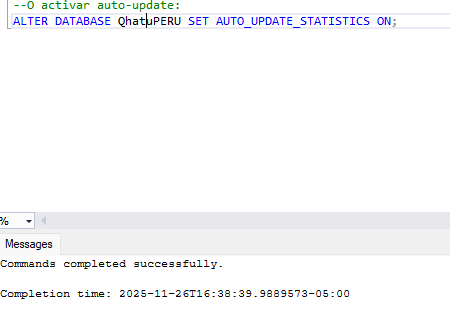 --O activar auto-update:
ALTER DATABASE QhatuPERU SET AUTO_UPDATE_STATISTICS ON;
%
Messages
Commands completed successfully.
Completion time: 2025-11-26T16:38:39.9889573-05:00